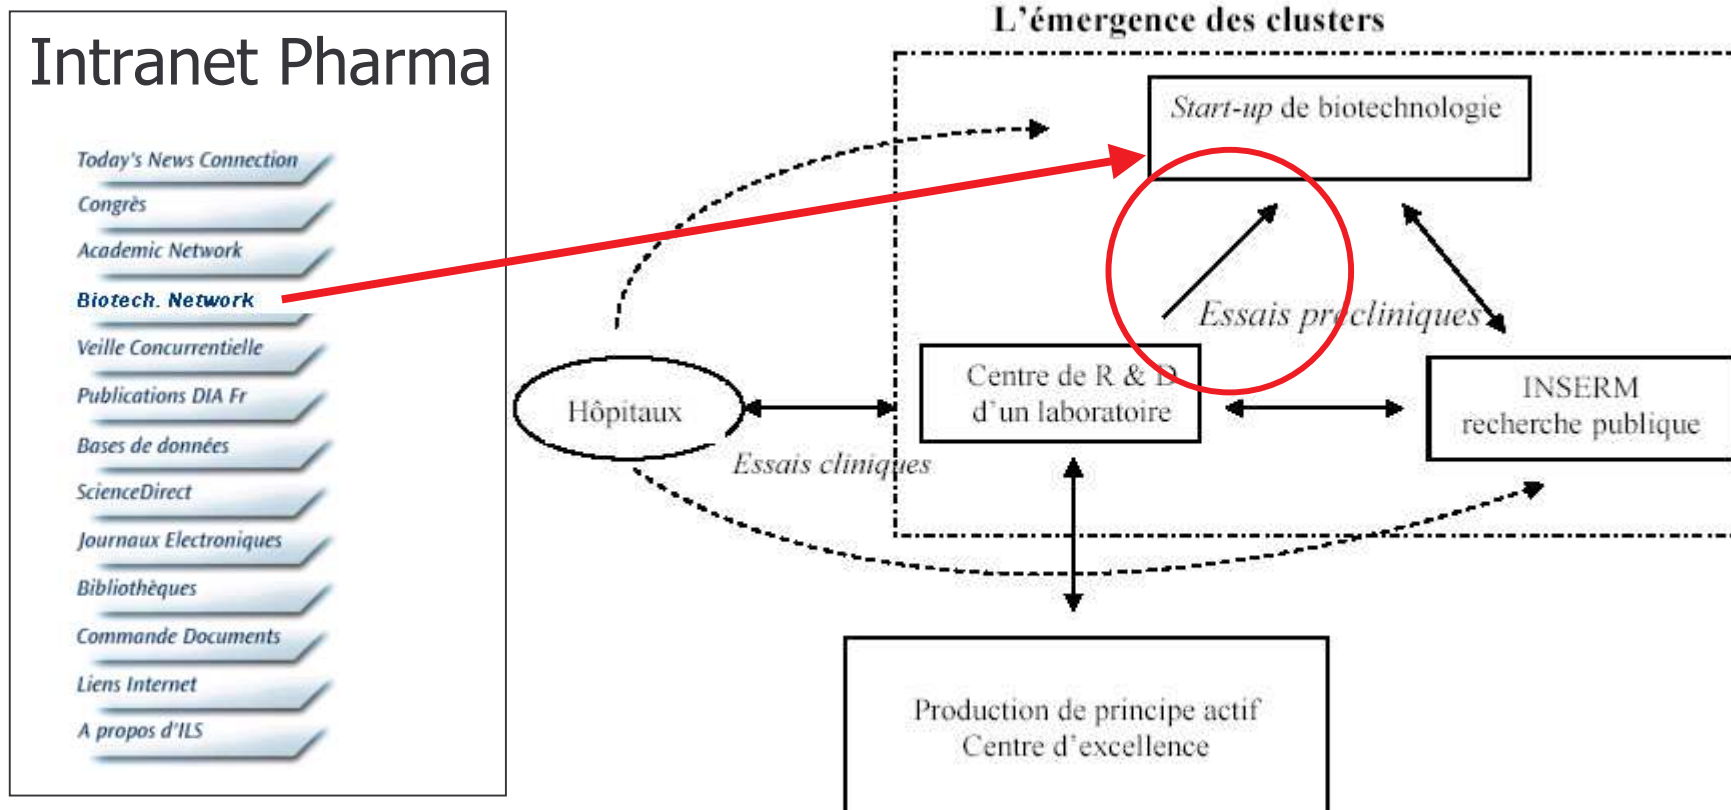 Intranet Pharma
Today's News Connection
Congrès
Academic Network
Biotech. Network
Veille Concurrentielle
Publications DIA Fr
Bases de données
ScienceDirect
Journaux Electroniques
Bibliothèques
Commande Documents
Liens Internet
A propos d'ILS
L'émergence des clusters
Start-up de biotechnologie
Essais précliniques
Hôpitaux
Centre de R & D
d'un laboratoire
INSERM
recherche publique
Essais cliniques
Production de principe actif
Centre d'excellence